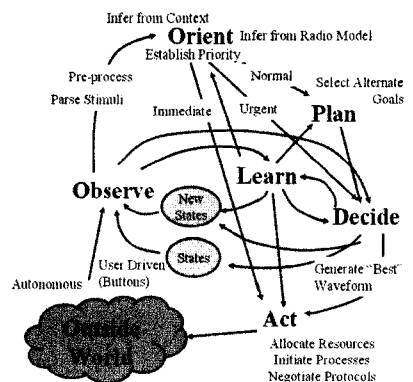 Infer from Context
Orient
Infer from Radio Model
Establish Priority
Pre-process
Normal
Select Alternate
Goals
Parse Stimuli
Immediate
Urgent
Plan
Observe
Learn
New
States
Decide
States
User Driven
(Buttons)
Generate "Best"
Waveform
Autonomous
Outside
World
Act
Allocate Resources
Initiate Processes
Negotiate Protocols